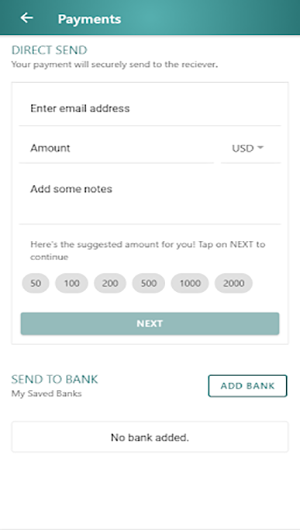 Payments
DIRECT SEND
Your payment will securely send to the reciever.
Enter email address
Amount
USD
Add some notes
Here's the suggested amount for you! Tap on NEXT to
continue
50 100 200 500 1000 2000
NEXT
SEND TO BANK
ADD BANK
My Saved Banks
No bank added.